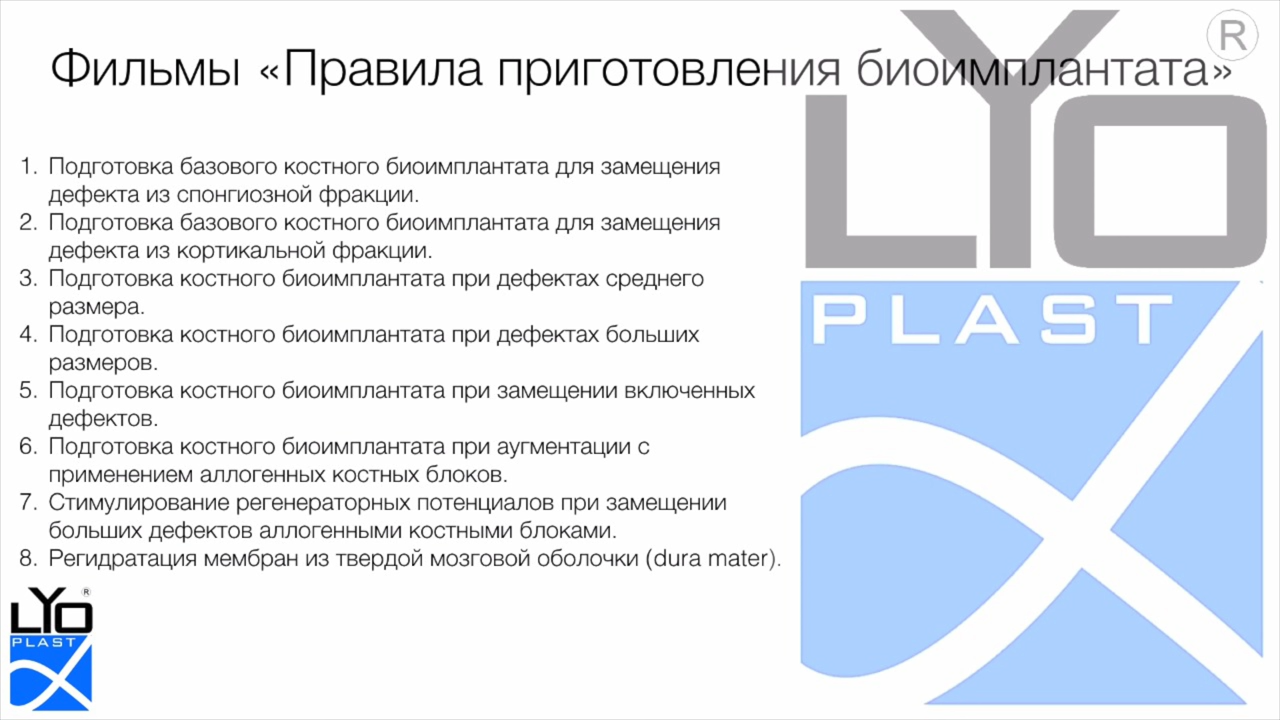 Фильмы «Правила приготовления биоимплантата»
1. Подготовка базового костного биоимплантата для замещения
дефекта из спонгиозной фракции.
2. Подготовка базового костного биоимплантата для замещения
дефекта из кортикальной фракции.
3. Подготовка костного биоимплантата при дефектах среднего
размера.
4. Подготовка костного биоимплантата при дефектах больших
размеров.
5. Подготовка костного биоимплантата при замещении включенных
дефектов.
6. Подготовка костного биоимплантата при аугментации с
применением аллогенных костных блоков.
7. Стимулирование регенераторных потенциалов при замещении
больших дефектов аллогенными костными блоками.
8. Регидратация мембран из твердой мозговой оболочки (dura mater).
LYO ®
PLAST
LYO ®
PLAST